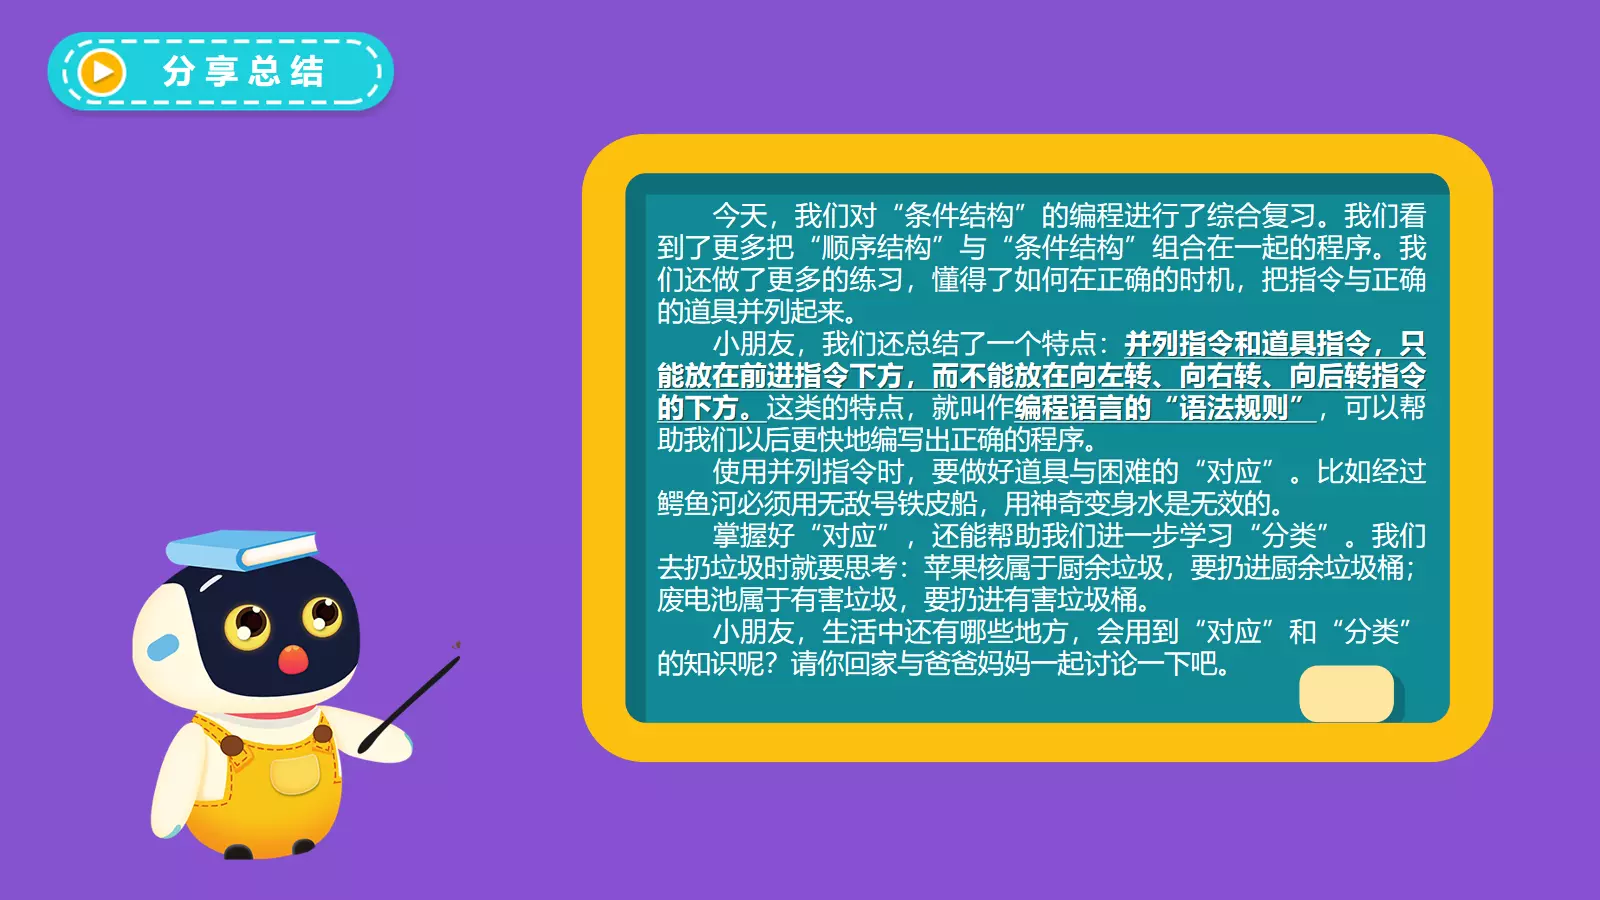 分享总结
今天，我们对“条件结构”的编程进行了综合复习。我们看
到了更多把“顺序结构”与“条件结构”组合在一起的程序。我
们还做了更多的练习，懂得了如何在正确的时机，把指令与正确
的道具并列起来。
小朋友，我们还总结了一个特点：并列指令和道具指令，只
能放在前进指令下方，而不能放在向左转、向右转、向后转指令
的下方。这类的特点，就叫作编程语言的“语法规则”，可以帮
助我们以后更快地编写出正确的程序。
使用并列指令时，要做好道具与困难的“对应”。比如经过
鳄鱼河必须用无敌号铁皮船，用神奇变身水是无效的。
掌握好“对应”，还能帮助我们进一步学习“分类”。我们
去扔垃圾时就要思考：苹果核属于厨余垃圾，要扔进厨余垃圾桶；
废电池属于有害垃圾，要扔进有害垃圾桶。
小朋友，生活中还有哪些地方，会用到“对应”和“分类”
的知识呢？请你回家与爸爸妈妈一起讨论一下吧。